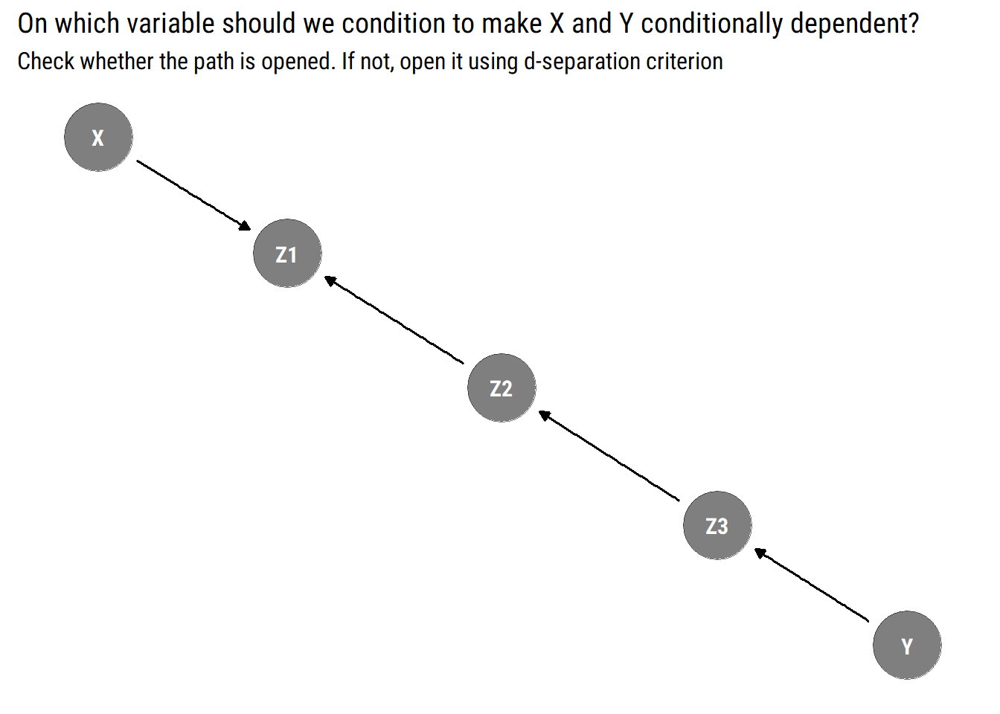 On which variable should we condition to make X and Y conditionally dependent?
Check whether the path is opened. If not, open it using d-separation criterion
X
Z1
Z2
Z3
Y